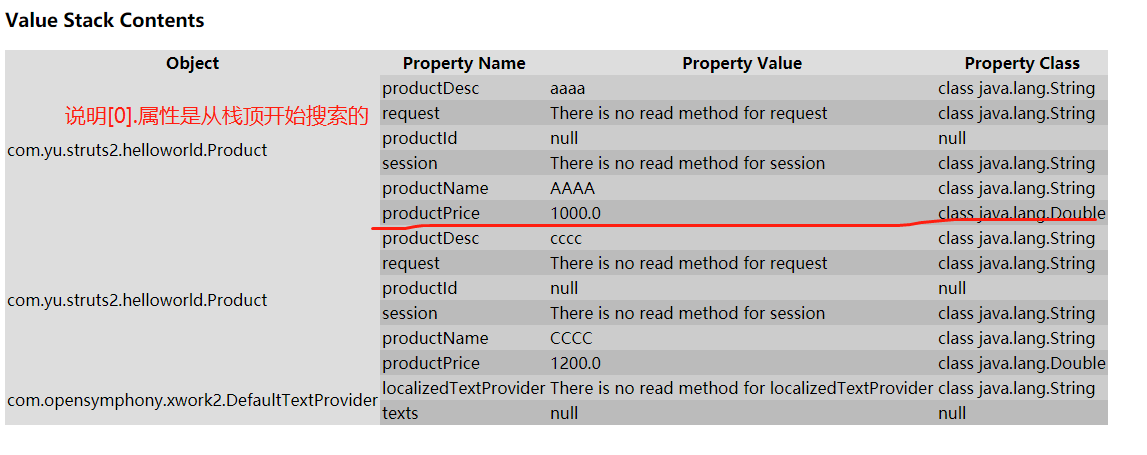 Value Stack Contents
Object Property Name Property Value Property Class
productDesc aaaa class java.lang.String
说明[0].属性是从栈顶开始搜索的
request There is no read method for request class java.lang.String
productId null null
com.yu.struts2.helloworld.Product
session There is no read method for session class java.lang.String
productName AAAA class java.lang.String
productPrice 1000.0 class java.lang.Double
productDesc cccc class java.lang.String
request There is no read method for request class java.lang.String
productId null null
com.yu.struts2.helloworld.Product
session There is no read method for session class java.lang.String
productName CCCC class java.lang.String
productPrice 1200.0 class java.lang.Double
localizedTextProvider There is no read method for localizedTextProvider class java.lang.String
com.opensymphony.xwork2.DefaultTextProvider
texts null null